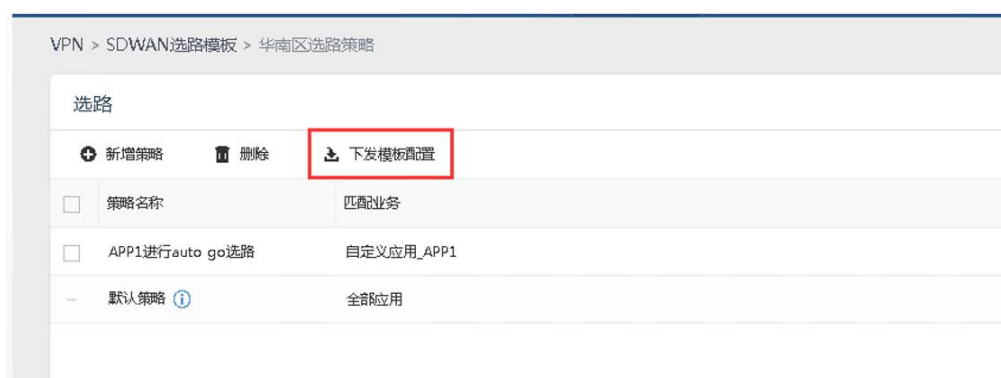 VPN > SDWAN选路模板 > 华南区选路策略
选路
新增策略 删除 下发模板配置
策略名称 匹配业务
APP1进行auto go选路 自定义应用_APP1
默认策略 全部应用